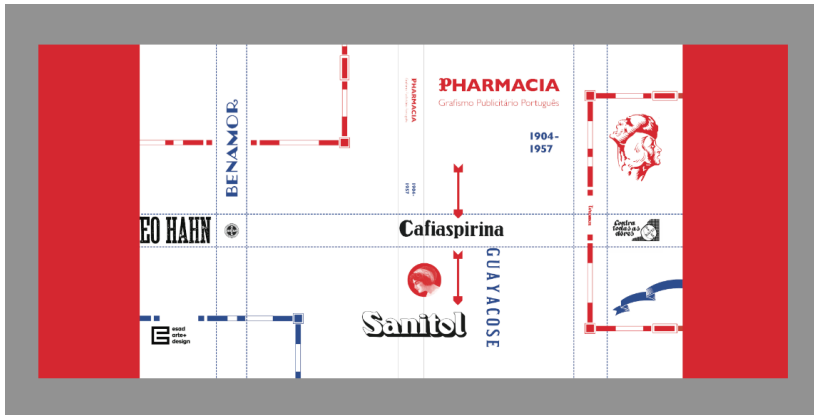 BENAMOR
EO HAHN
esad
arte+
design
PHARMACIA
1904-
1957
PHARMACIA
Grafismo Publicitário Português
1904-
1957
Cafiaspirina
GUAYACOSE
Sanitol
Contra
todas as
dores